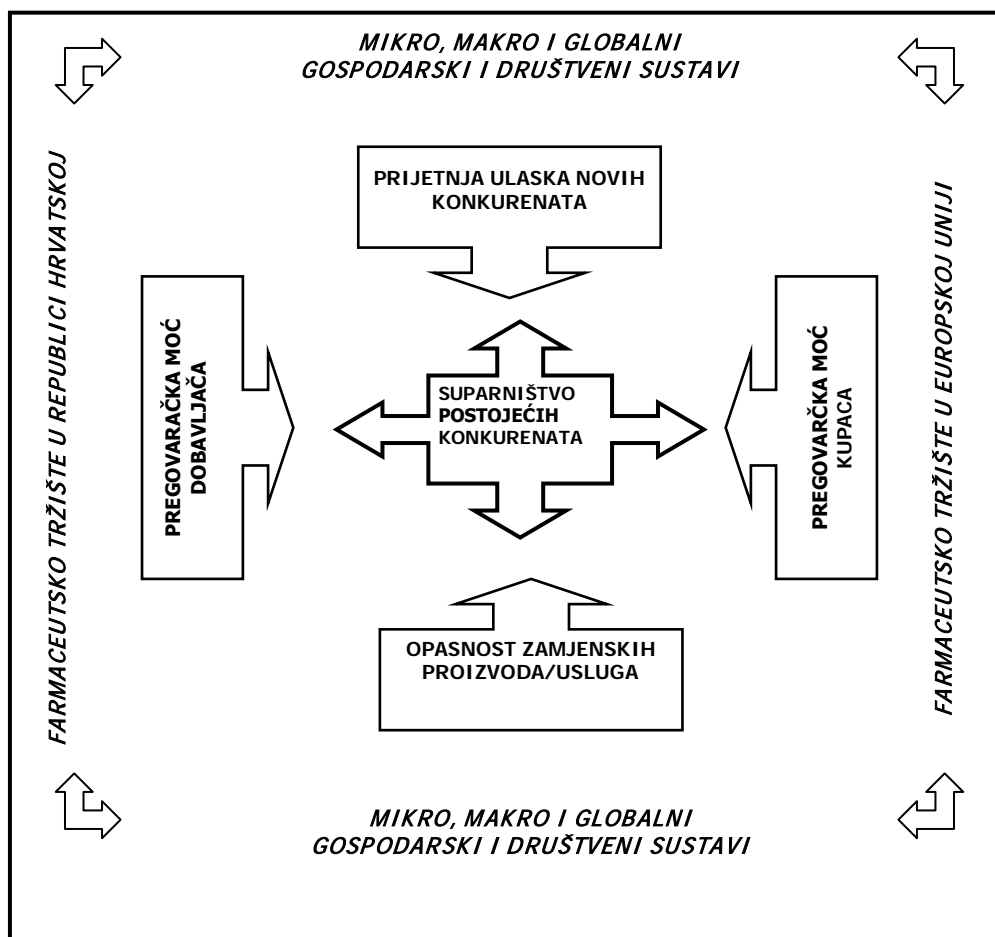 MIKRO, MAKRO I GLOBALNI
GOSPODARSKI I DRUŠTVENI SUSTAVI
FARMACEUTSKO TRŽIŠTE U REPUBLICI HRVATSKOJ
PRIJETNJA ULASKA NOVIH
KONKURENATA
PREGOVARAČKA MOĆ
DOBAVLJAČA
SUPARNIŠTVO
POSTOJEĆIH
KONKURENATA
PREGOVARČKA MOĆ
KUPACA
FARMACEUTSKO TRŽIŠTE U EUROPSKOJ UNIJI
OPASNOST ZAMJENSKIH
PROIZVODA/USLUGA
MIKRO, MAKRO I GLOBALNI
GOSPODARSKI I DRUŠTVENI SUSTAVI